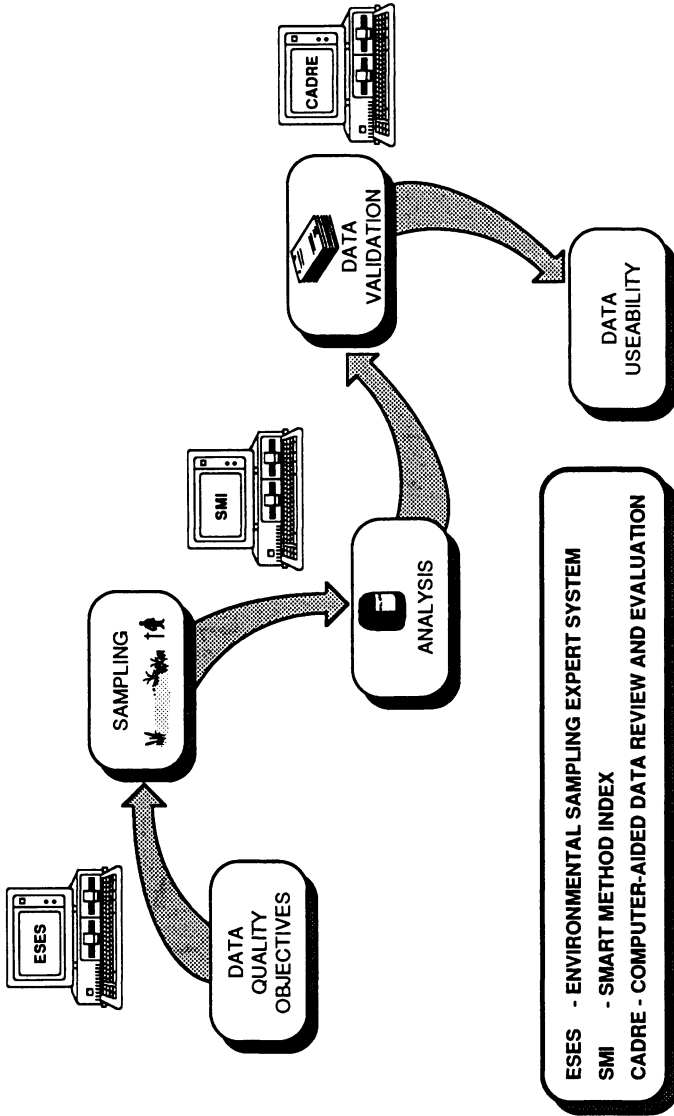 ESES
DATA
QUALITY
OBJECTIVES
SAMPLING
SMI
ANALYSIS
CADRE
DATA
VALIDATION
DATA
USEABILITY
ESES - ENVIRONMENTAL SAMPLING EXPERT SYSTEM
SMI - SMART METHOD INDEX
CADRE - COMPUTER-AIDED DATA REVIEW AND EVALUATION